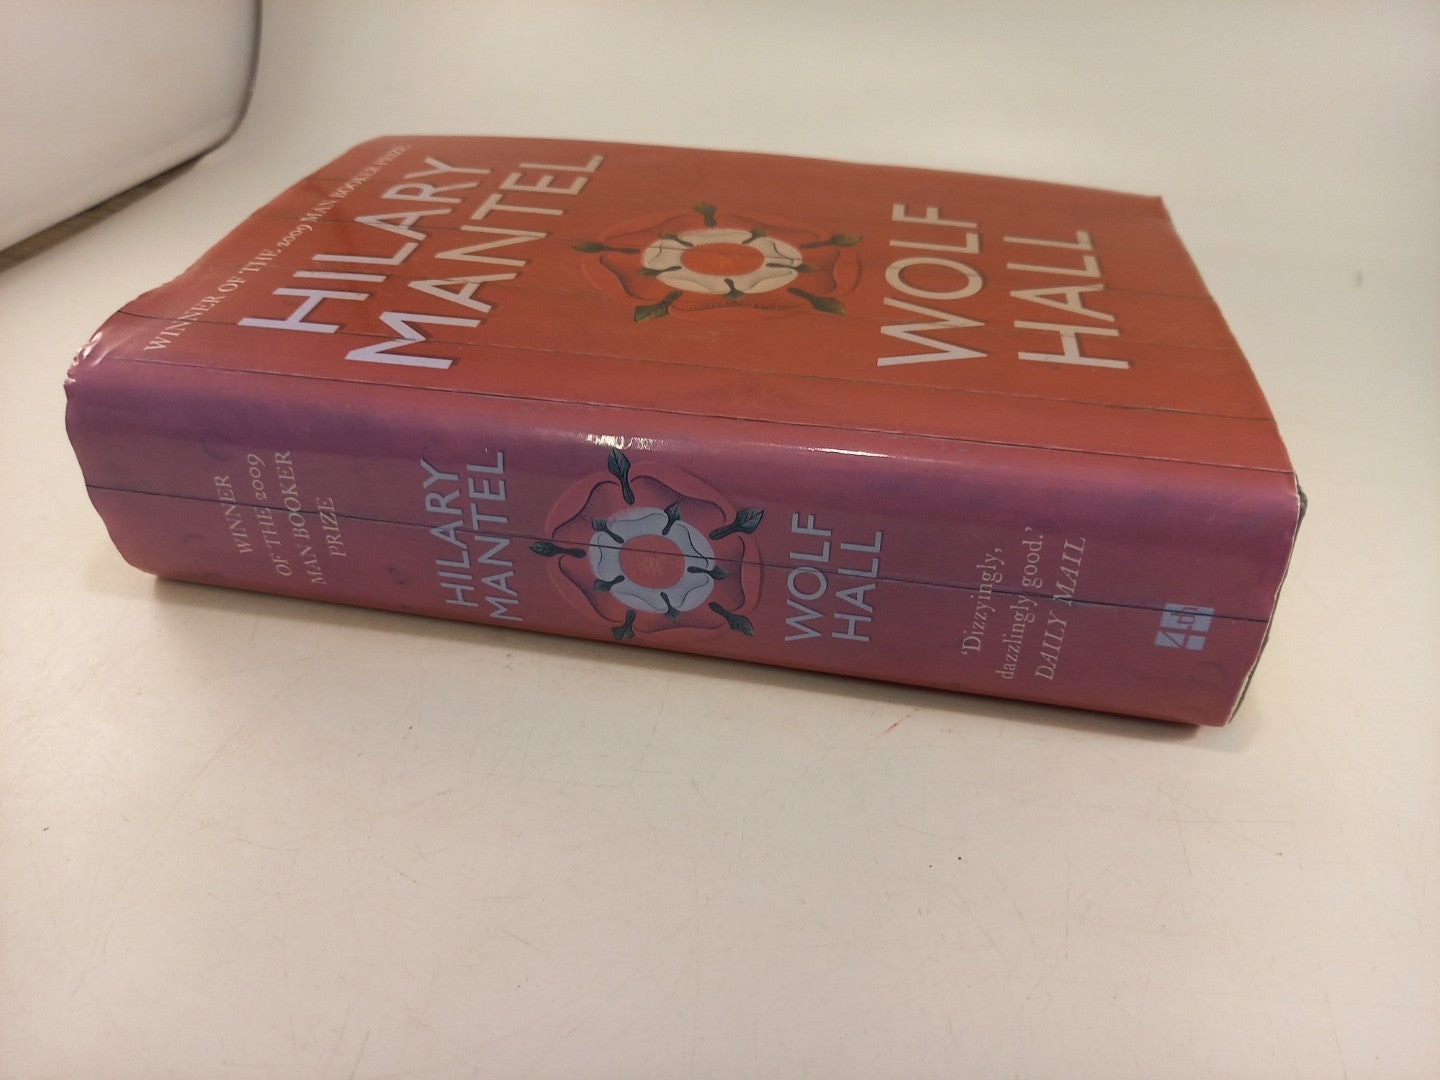 WINNER OF THE 2009 MAN BOOKER PRIZE
HILARY
MANTEL
WOLF
HALL
WINNER
OF THE 2009
MAN BOOKER
PRIZE
HILARY
MANTEL
WOLF
HALL
‘Dizzyingly,
dazzlingly good.’
DAILY MAIL
4th